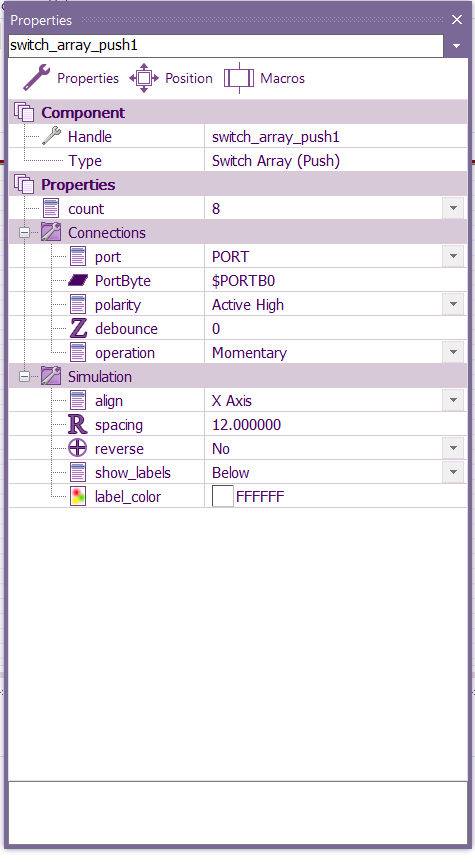 Properties
switch_array_push1
Properties Position Macros
Component
Handle switch_array_push1
Type Switch Array (Push)
Properties
count 8
Connections
port PORT
PortByte $PORTB0
polarity Active High
debounce 0
operation Momentary
Simulation
align X Axis
spacing 12.000000
reverse No
show_labels Below
label_color FFFFFF